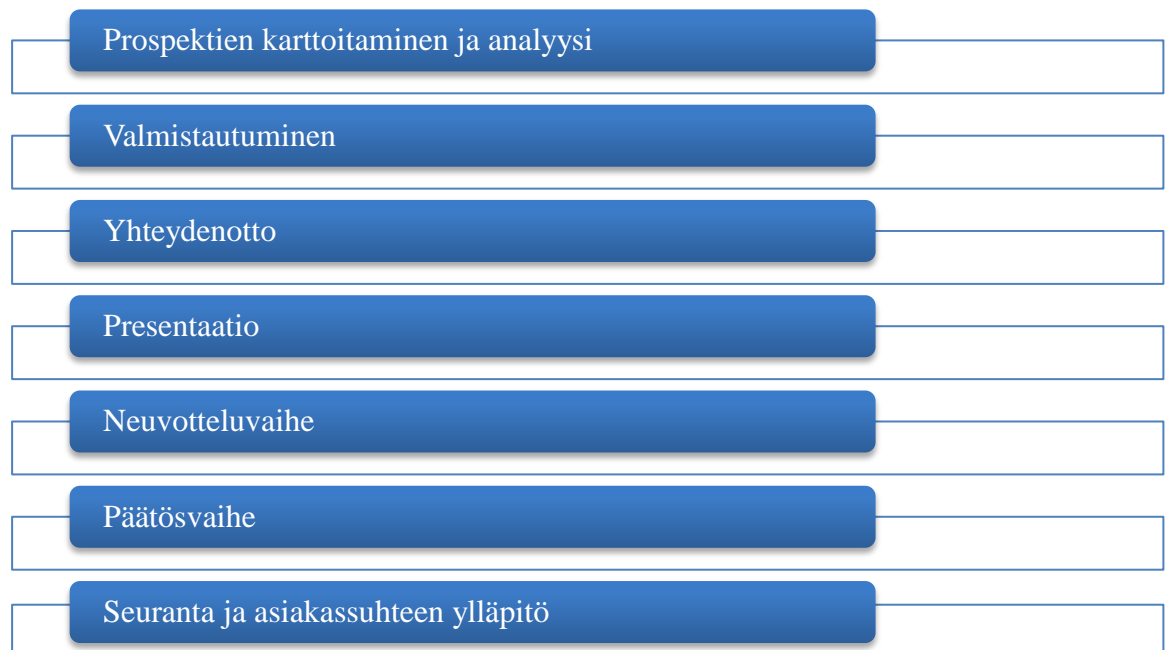 Prospektien karttoitaminen ja analyysi
Valmistautuminen
Yhteydenotto
Presentaatio
Neuvotteluvaihe
Päätösvaihe
Seuranta ja asiakassuhteen ylläpitö